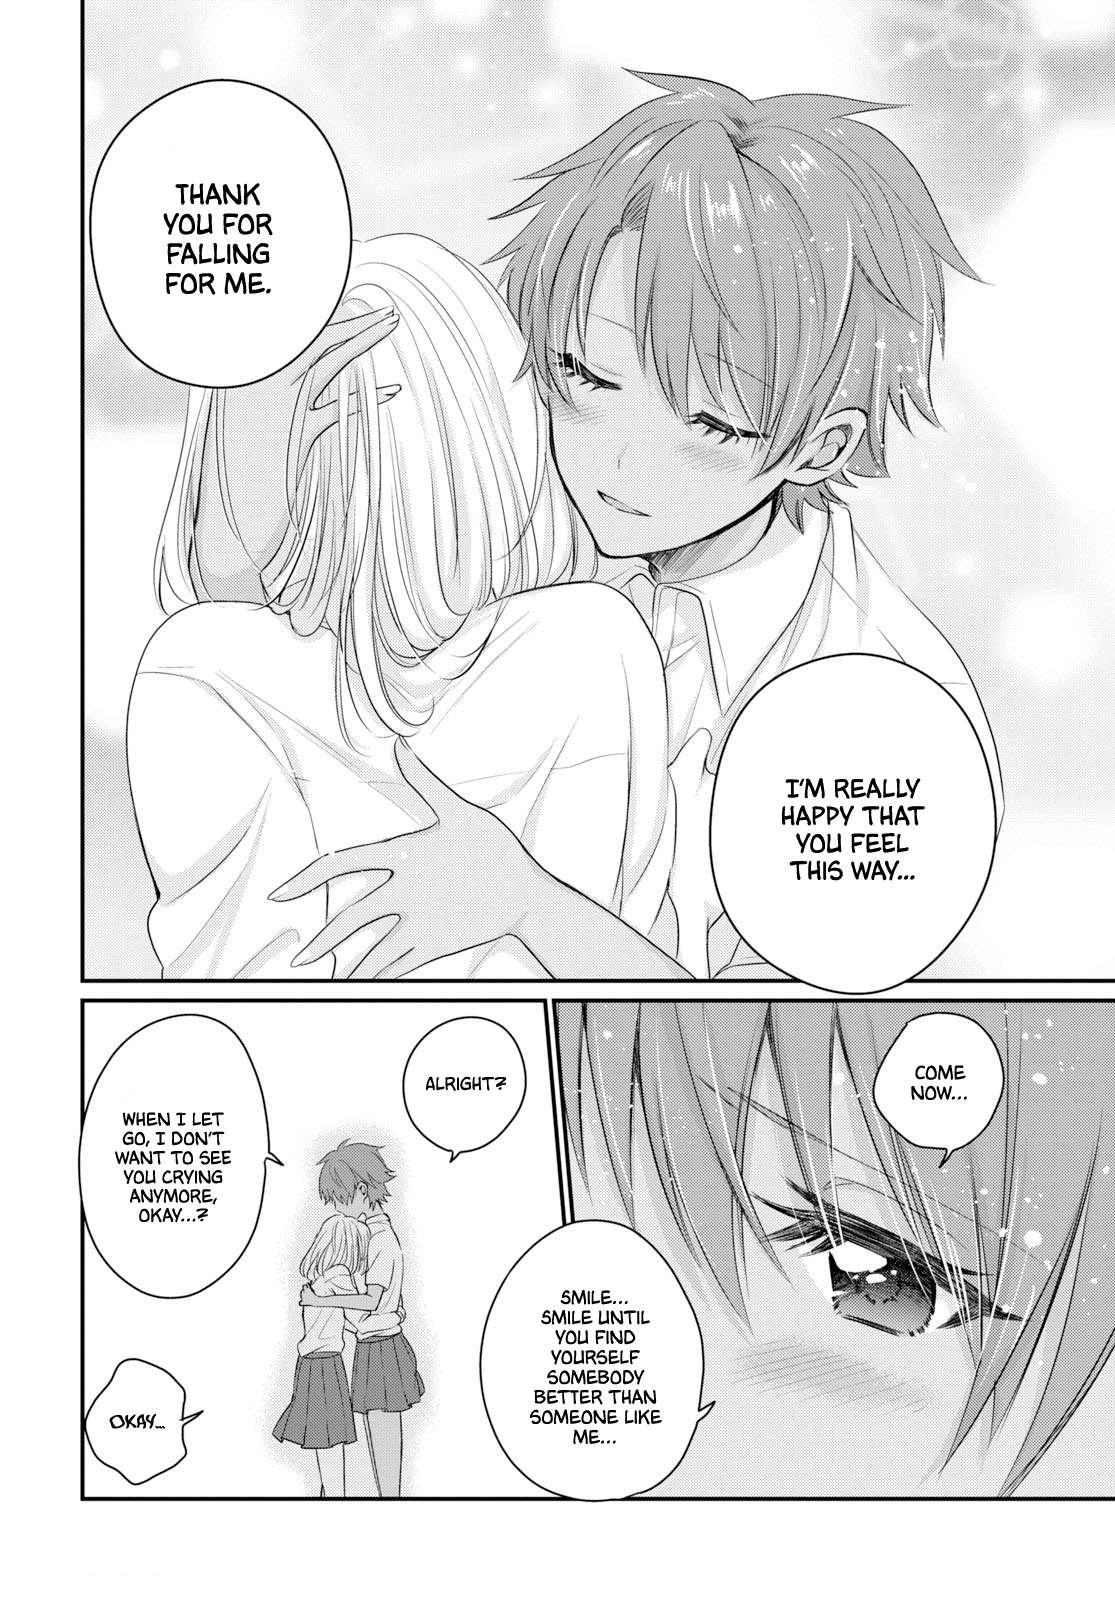 THANK
YOU FOR
FALLING
FOR ME.
I'M REALLY
HAPPY THAT
YOU FEEL
THIS WAY...
COME
NOW...
SMILE...
SMILE UNTIL
YOU FIND
YOURSELF
SOMEBODY
BETTER THAN
SOMEONE LIKE
ME...
ALRIGHT?
WHEN I LET
GO, I DON'T
WANT TO SEE
YOU CRYING
ANYMORE,
OKAY...?
OKAY...